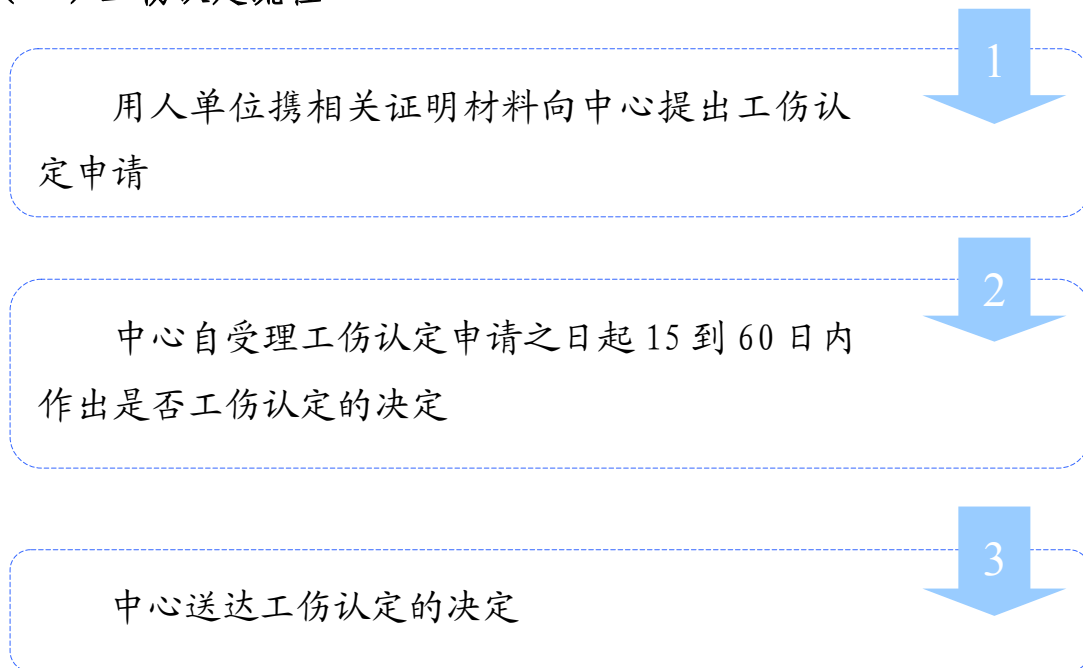 1
用人单位携相关证明材料向中心提出工伤认
定申请
2
中心自受理工伤认定申请之日起 15 到 60 日内
作出是否工伤认定的决定
3
中心送达工伤认定的决定